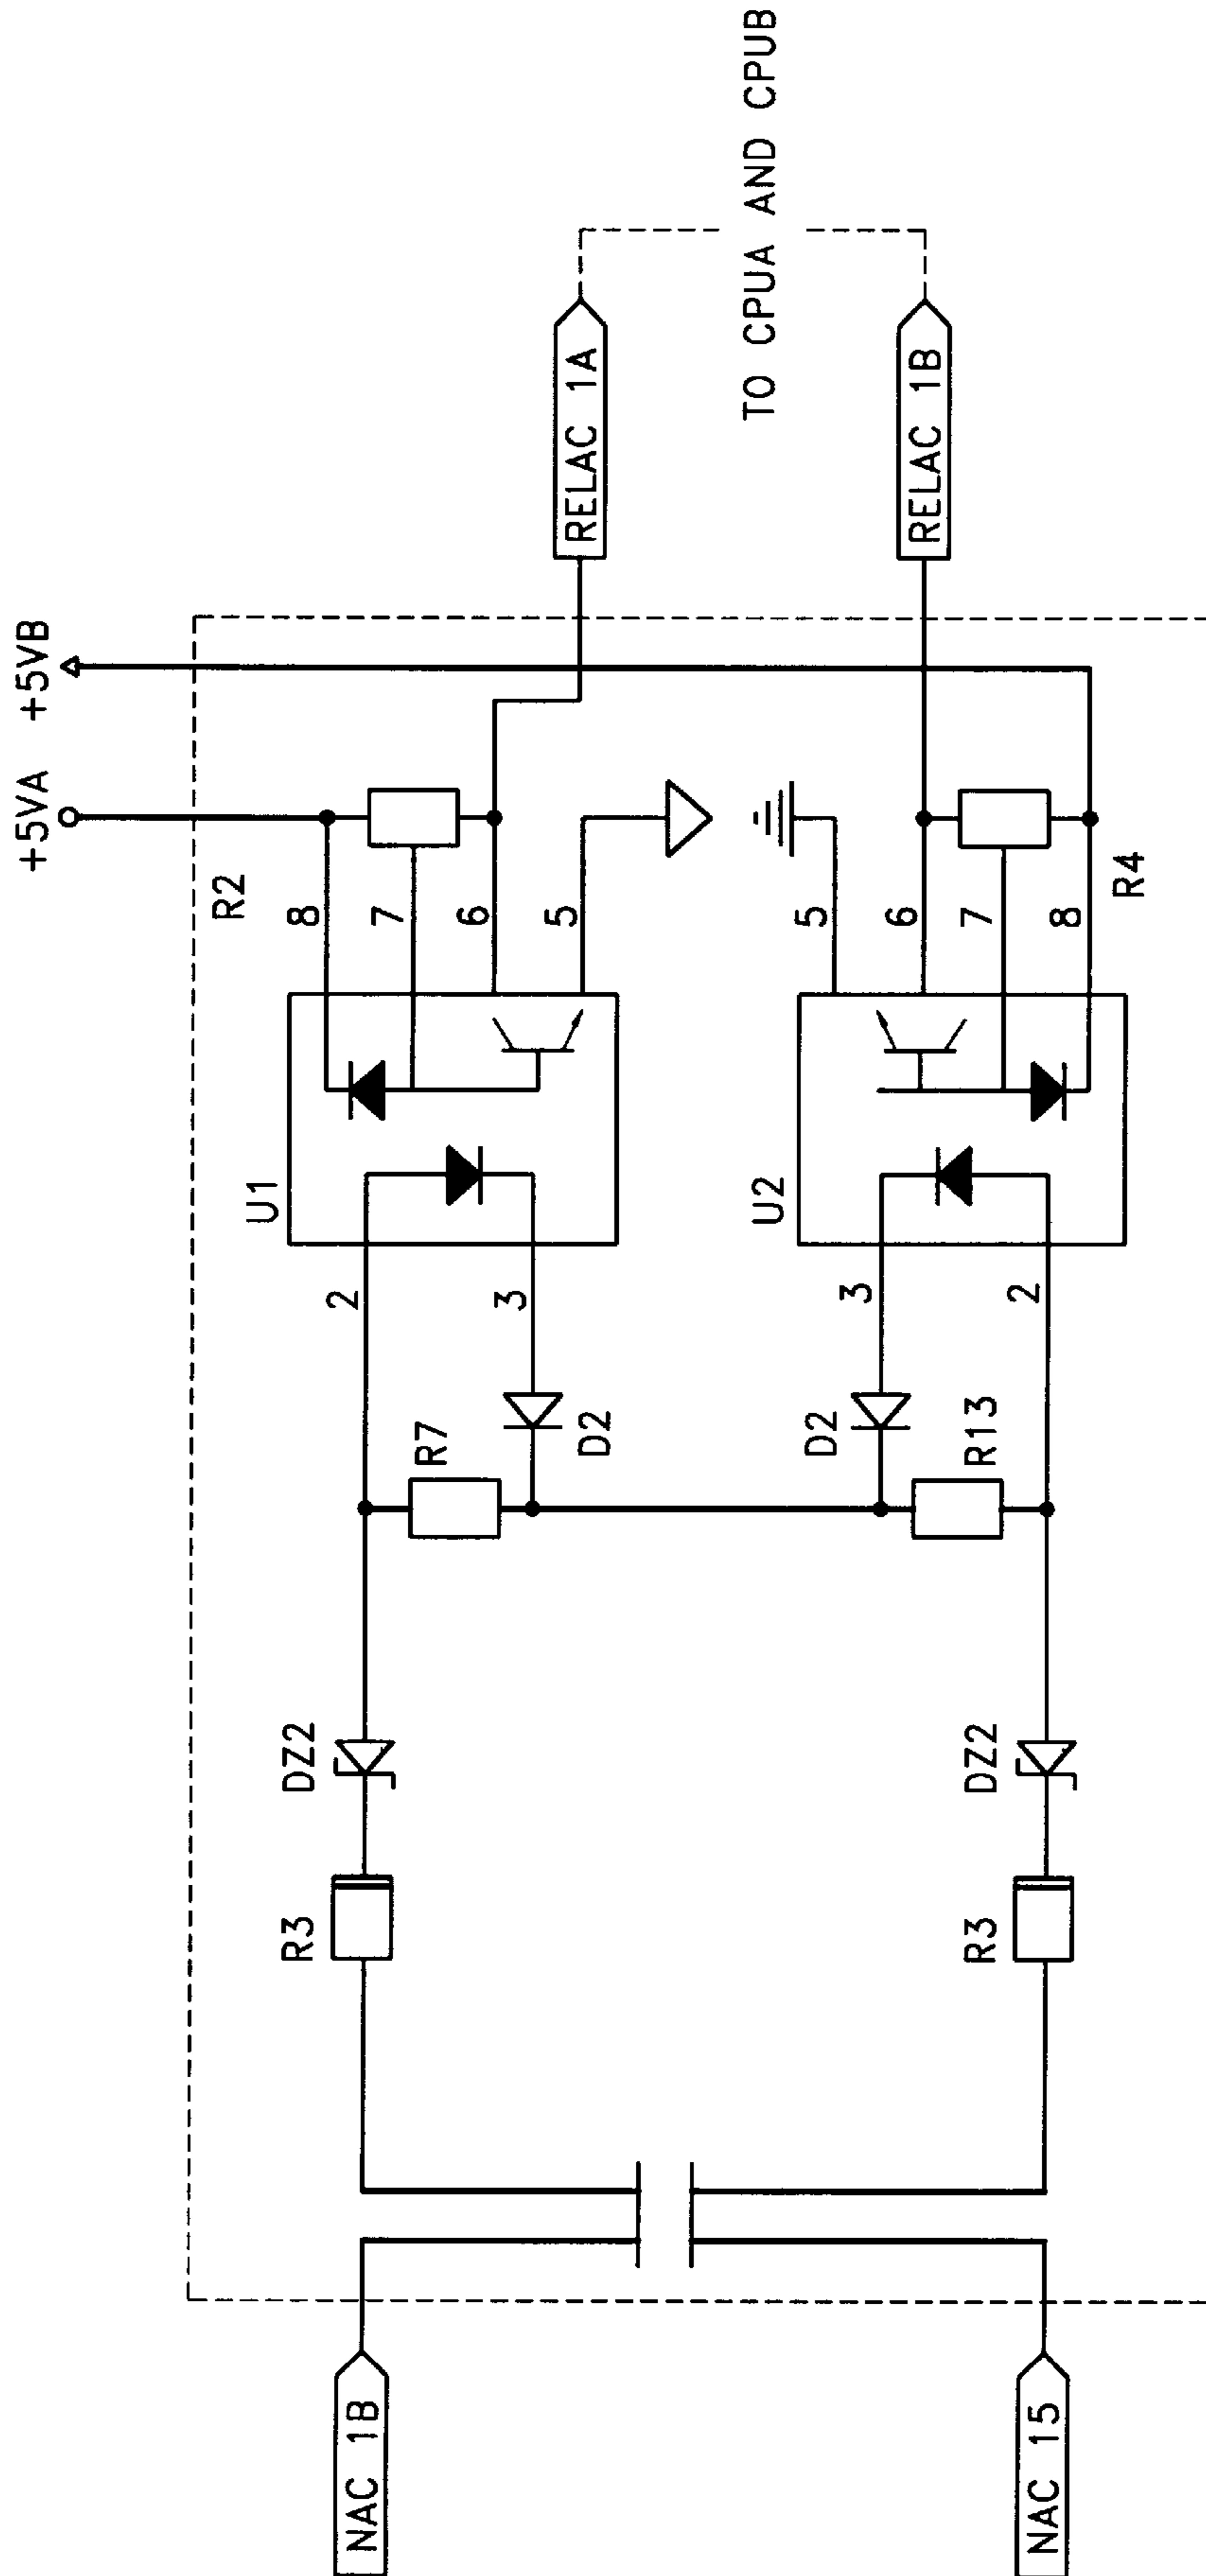 +5VA
+5VB
R2
8
7
6
5
U1
2
3
R7
D2
DZ2
R3
NAC 1B
RELAC 1A
TO CPUA AND CPUB
RELAC 1B
5
6
7
8
R4
U2
3
2
D2
R13
DZ2
R3
NAC 15